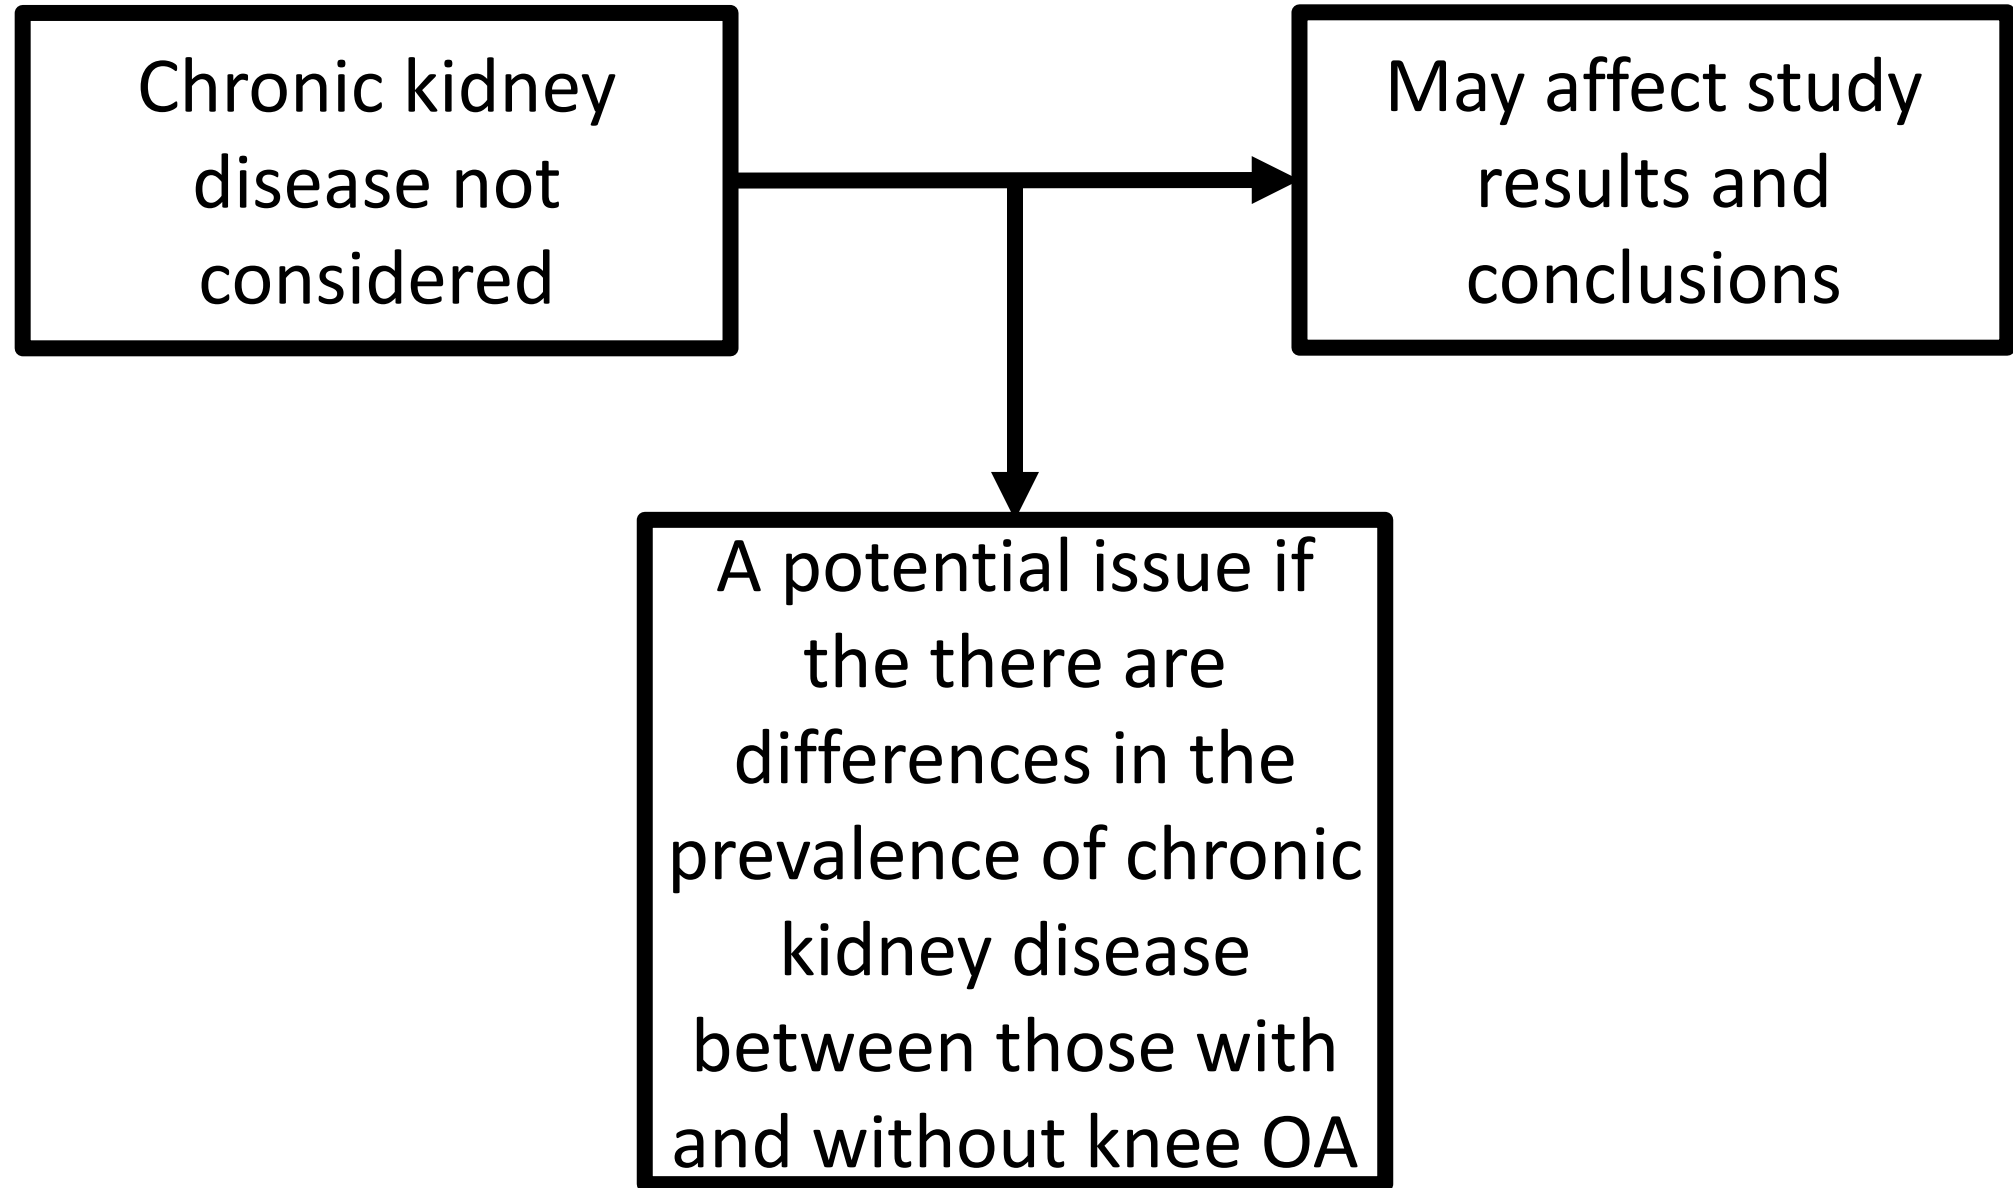 Chronic kidney
disease not
considered
May affect study
results and
conclusions
A potential issue if
the there are
differences in the
prevalence of chronic
kidney disease
between those with
and without knee OA